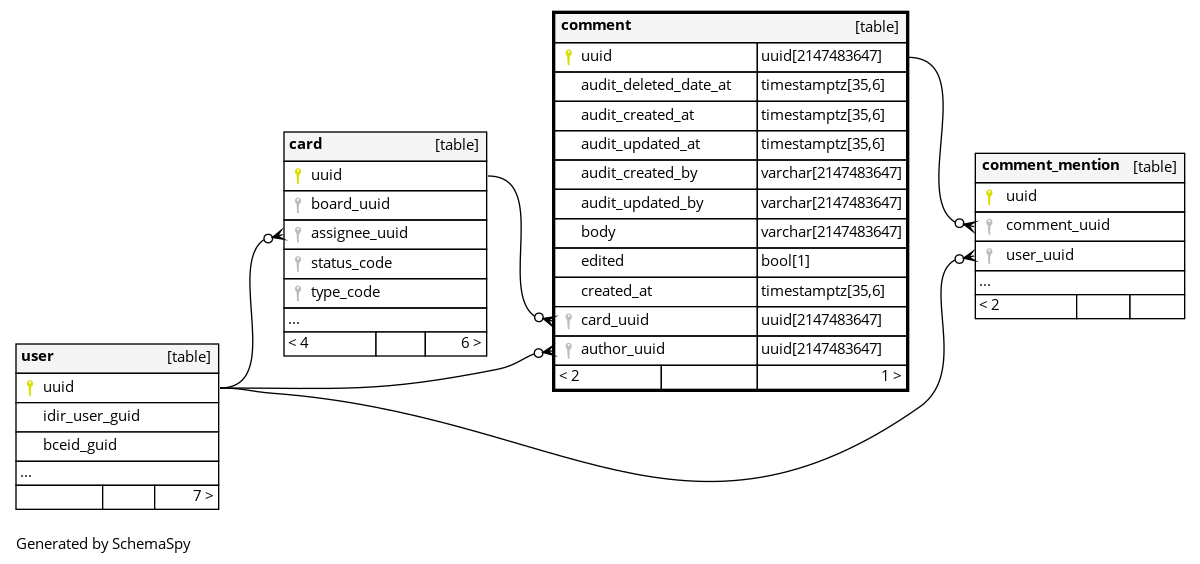 comment [table]
uuid uuid[2147483647]
audit_deleted_date_at timestamptz[35,6]
audit_created_at timestamptz[35,6]
audit_updated_at timestamptz[35,6]
audit_created_by varchar[2147483647]
audit_updated_by varchar[2147483647]
body varchar[2147483647]
edited bool[1]
created_at timestamptz[35,6]
card_uuid uuid[2147483647]
author_uuid uuid[2147483647]
< 2 1 >
card [table]
uuid
board_uuid
assignee_uuid
status_code
type_code
...
< 4 6 >
comment_mention [table]
uuid
comment_uuid
user_uuid
...
< 2
user [table]
uuid
idir_user_guid
bceid_guid
...
7 >
Generated by SchemaSpy